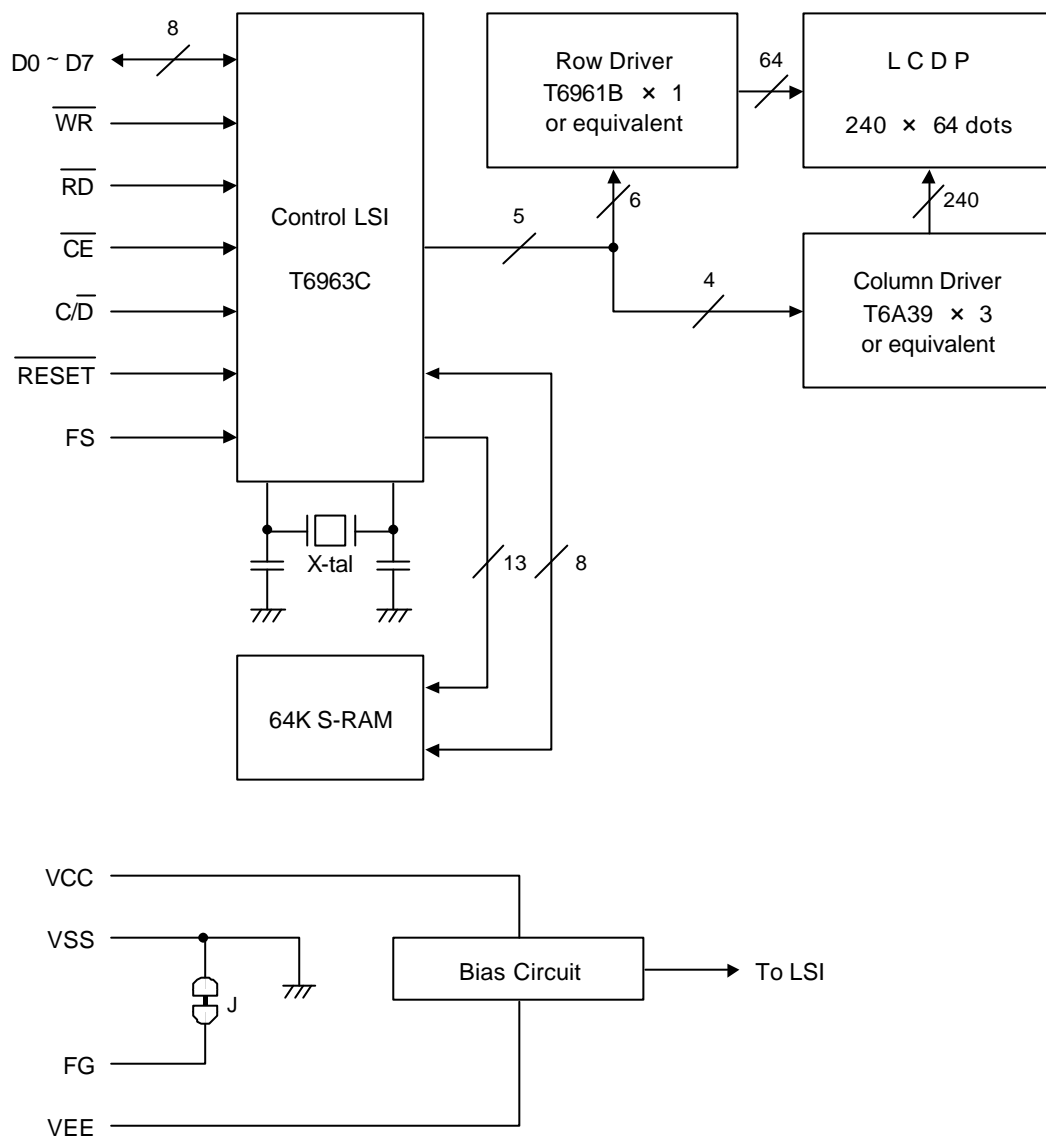 8
D0 ~ D7
WR
RD
CE
C/D
RESET
FS
Control LSI
T6963C
5
6
4
Row Driver
T6961B × 1
or equivalent
64
L C D P
240 × 64 dots
240
Column Driver
T6A39 × 3
or equivalent
X-tal
13
8
64K S-RAM
VCC
VSS
J
FG
VEE
Bias Circuit
To LSI